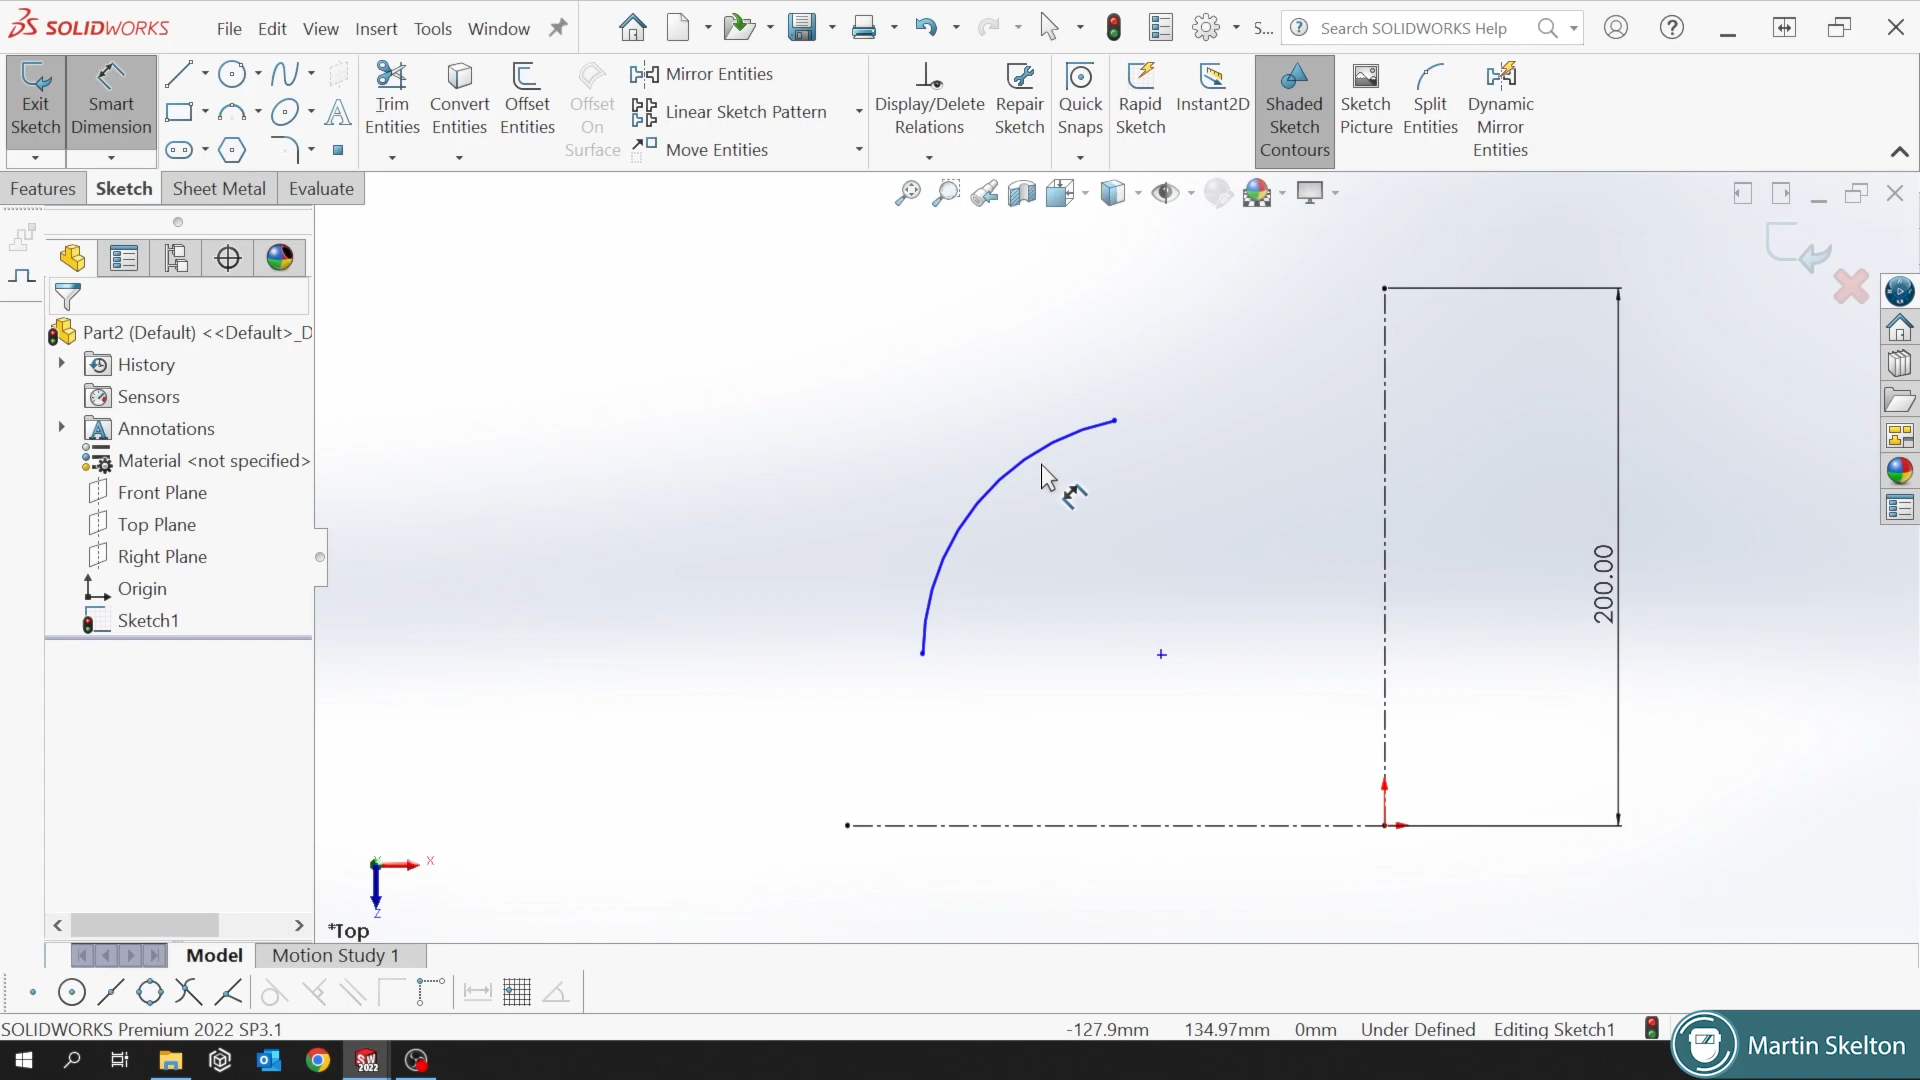 SOLIDWORKS File Edit View Insert Tools Window S... Search SOLIDWORKS Help
Exit Sketch
Smart Dimension
Trim Entities
Convert Entities
Offset Entities
Offset On Surface
Mirror Entities
Linear Sketch Pattern
Move Entities
Display/Delete Relations
Repair Sketch
Quick Snaps
Rapid Sketch
Instant2D
Shaded Sketch Contours
Sketch Picture
Split Entities
Dynamic Mirror Entities
Features Sketch Sheet Metal Evaluate
Part2 (Default) <<Default>_D
History
Sensors
Annotations
Material <not specified>
Front Plane
Top Plane
Right Plane
Origin
Sketch1
200.00
X
Y
Z
*Top
Model Motion Study 1
SOLIDWORKS Premium 2022 SP3.1 -127.9mm 134.97mm 0mm Under Defined Editing Sketch1
SW 2022
Martin Skelton